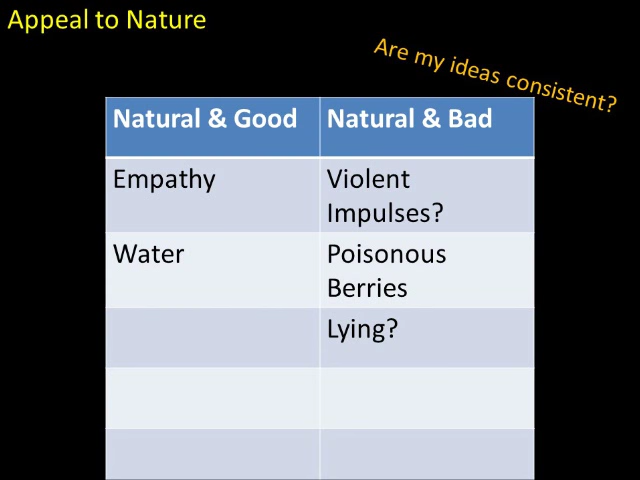 Appeal to Nature
Are my ideas consistent?
Natural & Good
Natural & Bad
Empathy
Violent
Impulses?
Water
Poisonous
Berries
Lying?